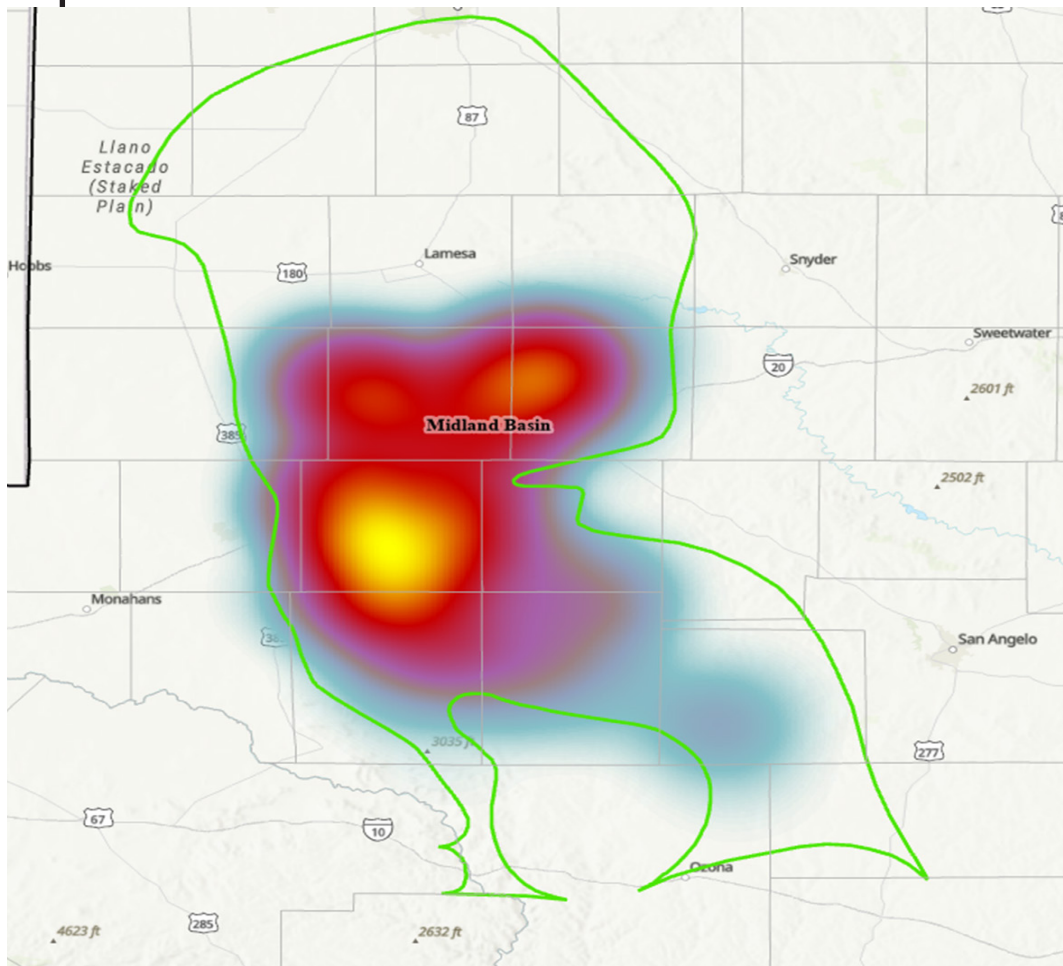 87
Llano
Estacado
(Staked
Plain)
Lamesa
Hobbs
180
Snyder
Sweetwater
20
2601 ft
Midland Basin
385
2502 ft
Monahans
San Angelo
3035 ft
277
67
10
Ozona
285
4623 ft
2632 ft